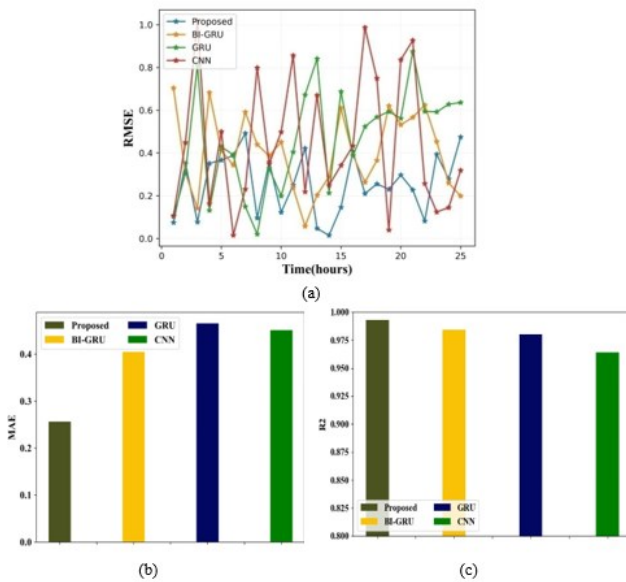 Proposed
BI-GRU
GRU
CNN
1.0
0.8
0.6
0.4
0.2
0.0
RMSE
0 5 10 15 20 25
Time(hours)
(a)
Proposed GRU
BI-GRU CNN
0.4
0.3
0.2
0.1
0.0
MAE
(b)
1.000
0.975
0.950
0.925
0.900
0.875
0.850
0.825
0.800
R2
Proposed GRU
BI-GRU CNN
(c)